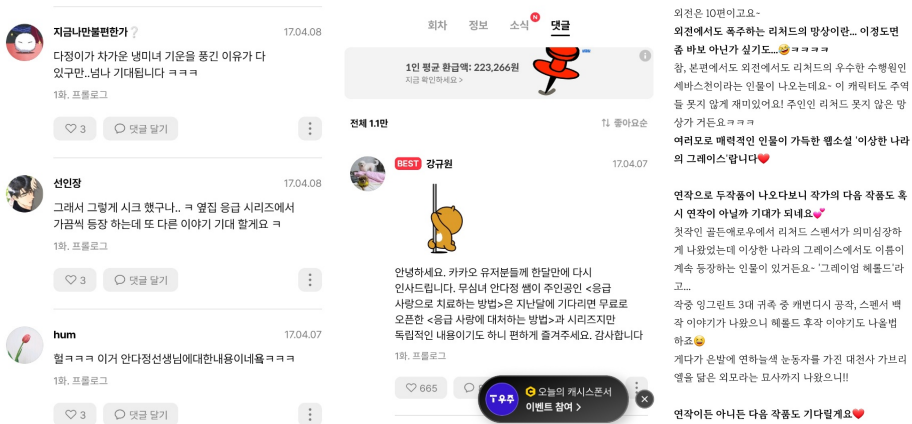 지금나만불편한가❔
17.04.08
다정이가 차가운 냉미녀 기운을 풍긴 이유가 다
있구만..넘나 기대됩니다 ㅋㅋㅋ
1화. 프롤로그
3
댓글 달기
선인장
17.04.08
그래서 그렇게 시크 했구나.. ㅋ 옆집 응급 시리즈에서
가끔씩 등장 하는데 또 다른 이야기 기대 할게요 ㅋ
1화. 프롤로그
3
댓글 달기
hum
17.04.07
헐ㅋㅋㅋ 이거 안다정선생님에대한내용이네욬ㅋㅋㅋ
1화. 프롤로그
3
댓글 달기
회차 정보 소식 N 댓글
1인 평균 환급액: 223,266원
지금 확인하세요 >
전체 1.1만
좋아요순
BEST 강규원
17.04.07
안녕하세요. 카카오 유저분들께 한달만에 다시
인사드립니다. 무심녀 안다정 쌤이 주인공인 <응급
사랑으로 치료하는 방법>은 지난달에 기다리면 무료로
오픈한 <응급 사랑에 대처하는 방법>과 시리즈지만
독립적인 내용이기도 하니 편하게 즐겨주세요. 감사합니다
1화. 프롤로그
665
T우주
오늘의 캐시스폰서
이벤트 참여 >
외전은 10편이고요~
외전에서도 폭주하는 리처드의 망상이란... 이정도면
좀 바보 아닌가 싶기도...🤣ㅋㅋㅋㅋ
참, 본편에서도 외전에서도 리처드의 우수한 수행원인
세바스천이라는 인물이 나오는데요~ 이 캐릭터도 주역
들 못지 않게 재미있어요! 주인인 리처드 못지 않은 망
상가 거든요ㅋㅋㅋ
여러모로 매력적인 인물이 가득한 웹소설 '이상한 나라
의 그레이스'랍니다❤️
연작으로 두작품이 나오다보니 작가의 다음 작품도 혹
시 연작이 아닐까 기대가 되네요💕
첫작인 골든애로우에서 리처드 스펜서가 의미심장하
게 나왔었는데 이상한 나라의 그레이스에서도 이름이
계속 등장하는 인물이 있거든요~ '그레이엄 헤롤드'라
고...
작중 잉그린트 3대 귀족 중 캐번디시 공작, 스펜서 백
작 이야기가 나왔으니 헤롤드 후작 이야기도 나올법
하죠😆
게다가 은발에 연하늘색 눈동자를 가진 대천사 가브리
엘을 닮은 외모라는 묘사까지 나왔으니!!
연작이든 아니든 다음 작품도 기다릴게요❤️